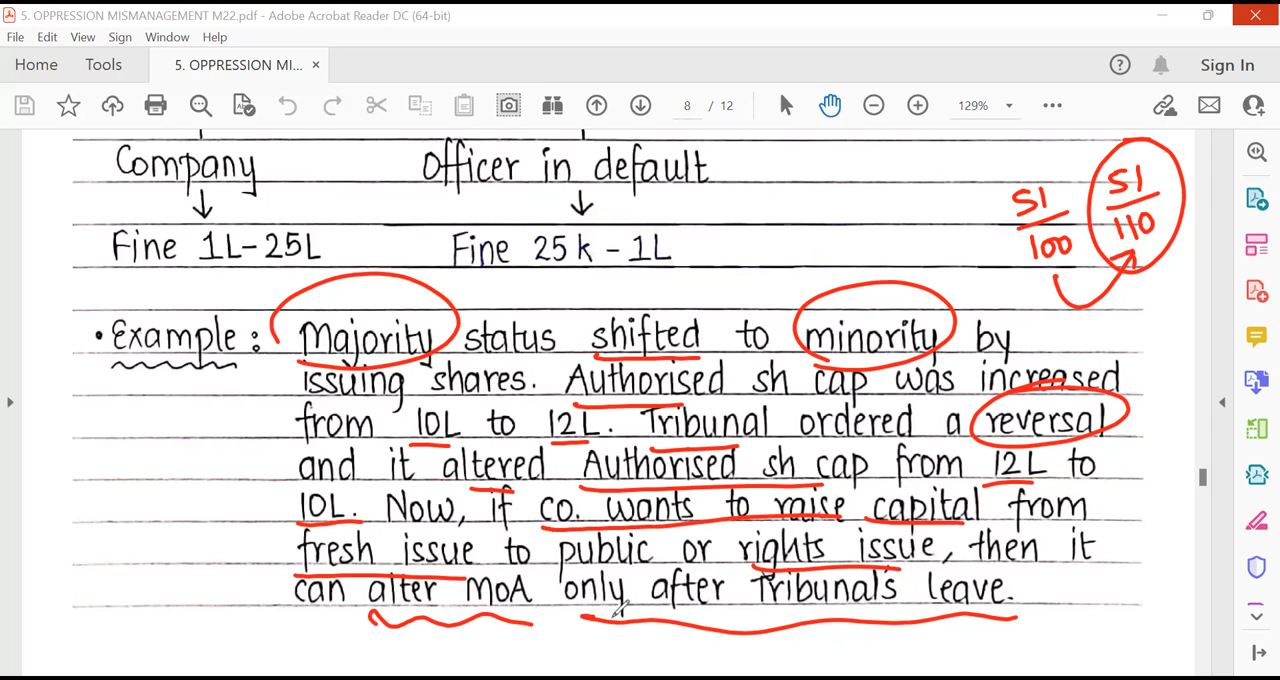 5. OPPRESSION MISMANAGEMENT M22.pdf - Adobe Acrobat Reader DC (64-bit)
File Edit View Sign Window Help
Home Tools 5. OPPRESSION MI... × Sign In
8 / 12 129%
Company Officer in default
Fine 1L-25L Fine 25k - 1L
51/100 51/110
• Example: Majority status shifted to minority by
issuing shares. Authorised sh cap was increased
from 10L to 12L. Tribunal ordered a reversal
and it altered Authorised sh cap from 12L to
10L. Now, if co. wants to raise capital from
fresh issue to public or rights issue, then it
can alter MoA only after Tribunal's leave.